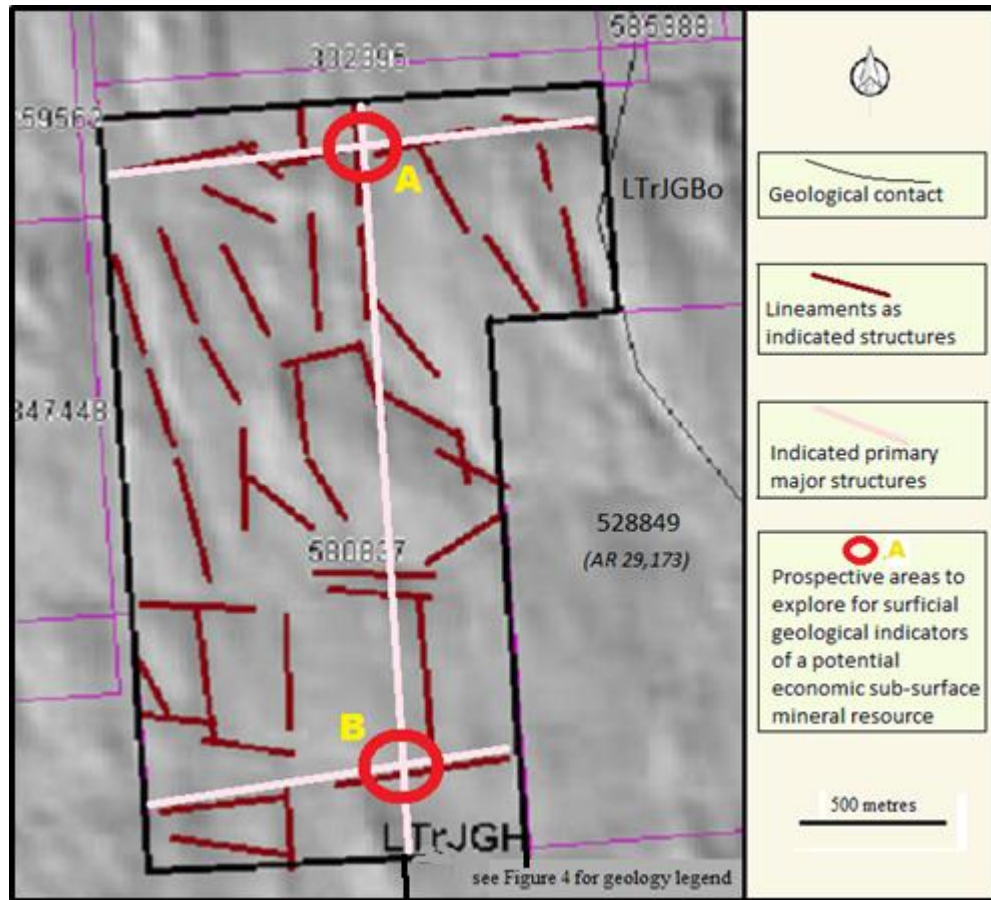 585388
332396
259562
A
LTrJGBo
347448
528849
(AR 29,173)
580837
B
LTrJGH
see Figure 4 for geology legend
Geological contact
Lineaments as
indicated structures
Indicated primary
major structures
A
Prospective areas to
explore for surficial
geological indicators
of a potential
economic sub-surface
mineral resource
500 metres